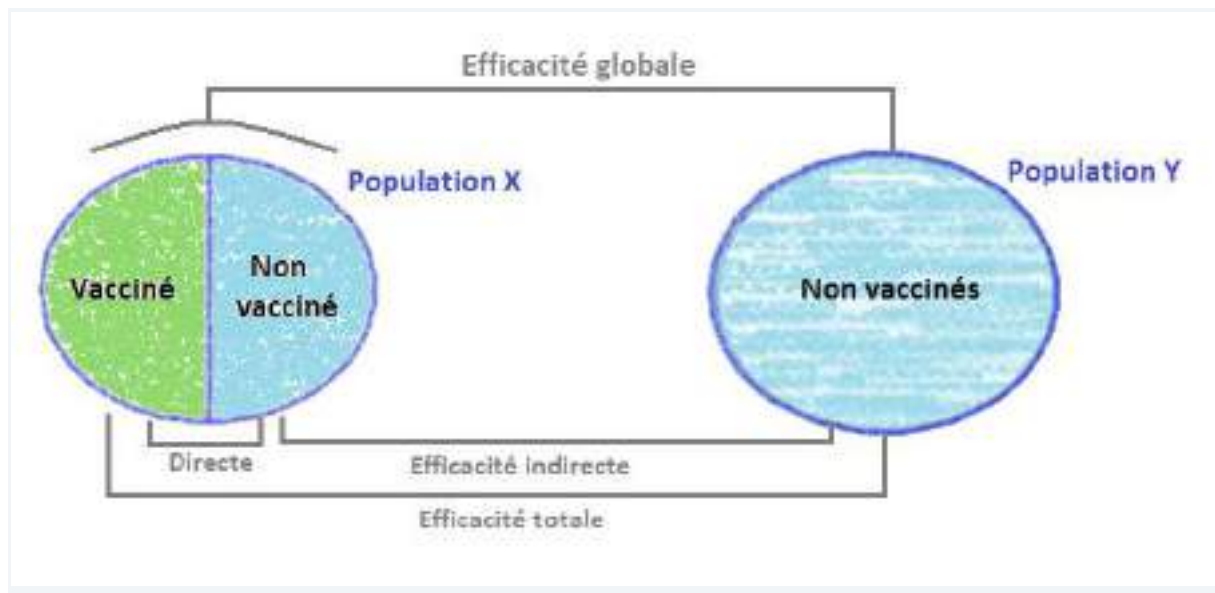 Efficacité globale
Population X
Population Y
Vacciné
Non
vacciné
Non vaccinés
Directe
Efficacité indirecte
Efficacité totale